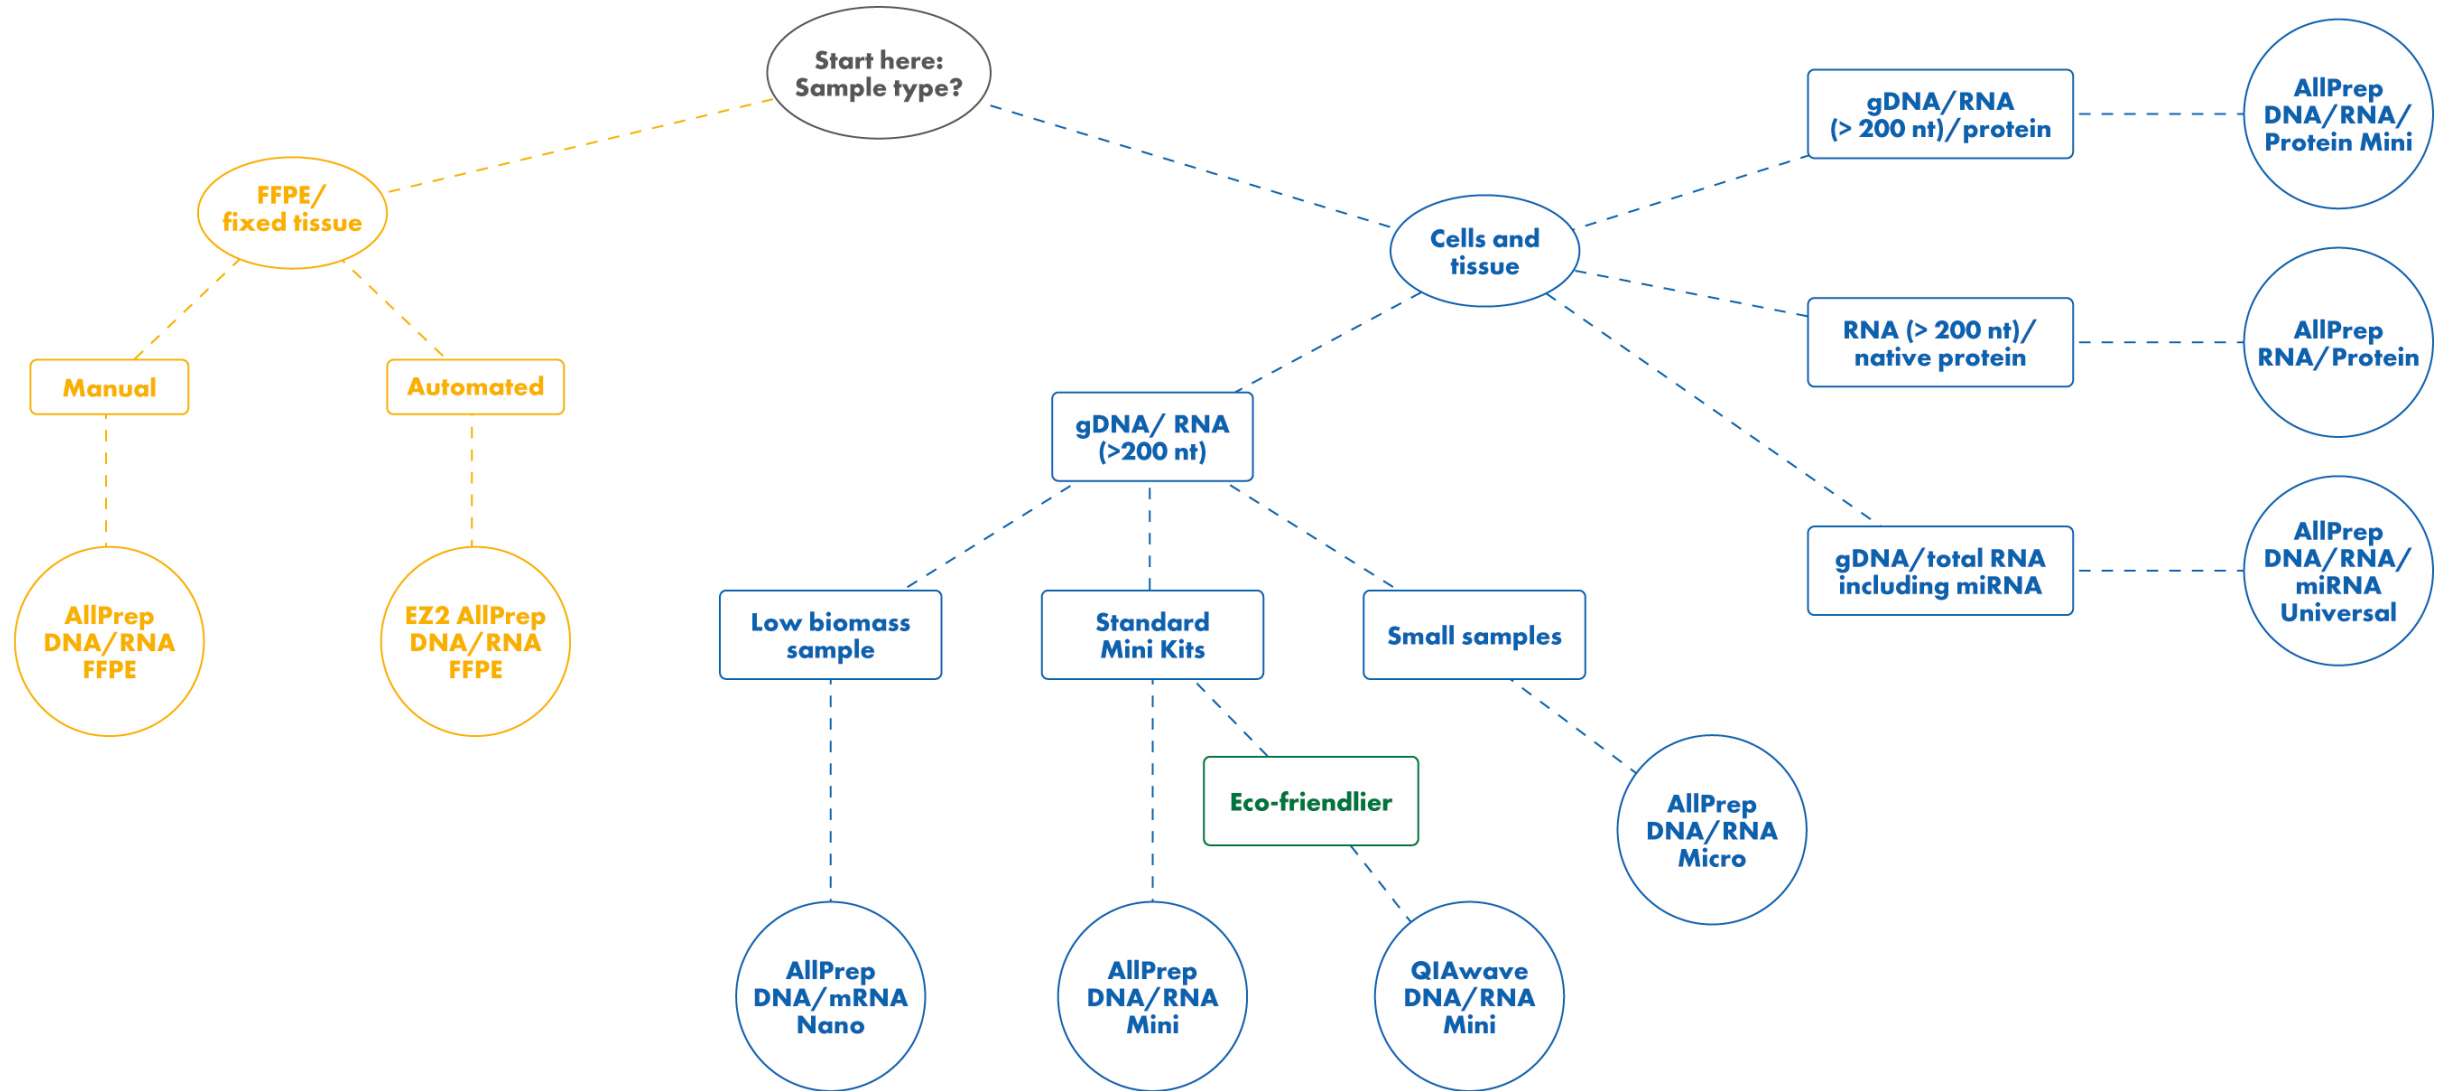 Start here:
Sample type?
FFPE/
fixed tissue
Manual
Automated
AllPrep
DNA/RNA
FFPE
EZ2 AllPrep
DNA/RNA
FFPE
Cells and
tissue
gDNA/RNA
(> 200 nt)/protein
AllPrep
DNA/RNA/
Protein Mini
RNA (> 200 nt)/
native protein
AllPrep
RNA/Protein
gDNA/total RNA
including miRNA
AllPrep
DNA/RNA/
miRNA
Universal
gDNA/ RNA
(>200 nt)
Low biomass
sample
Standard
Mini Kits
Small samples
Eco-friendlier
AllPrep
DNA/RNA
Micro
AllPrep
DNA/mRNA
Nano
AllPrep
DNA/RNA
Mini
QIAwave
DNA/RNA
Mini